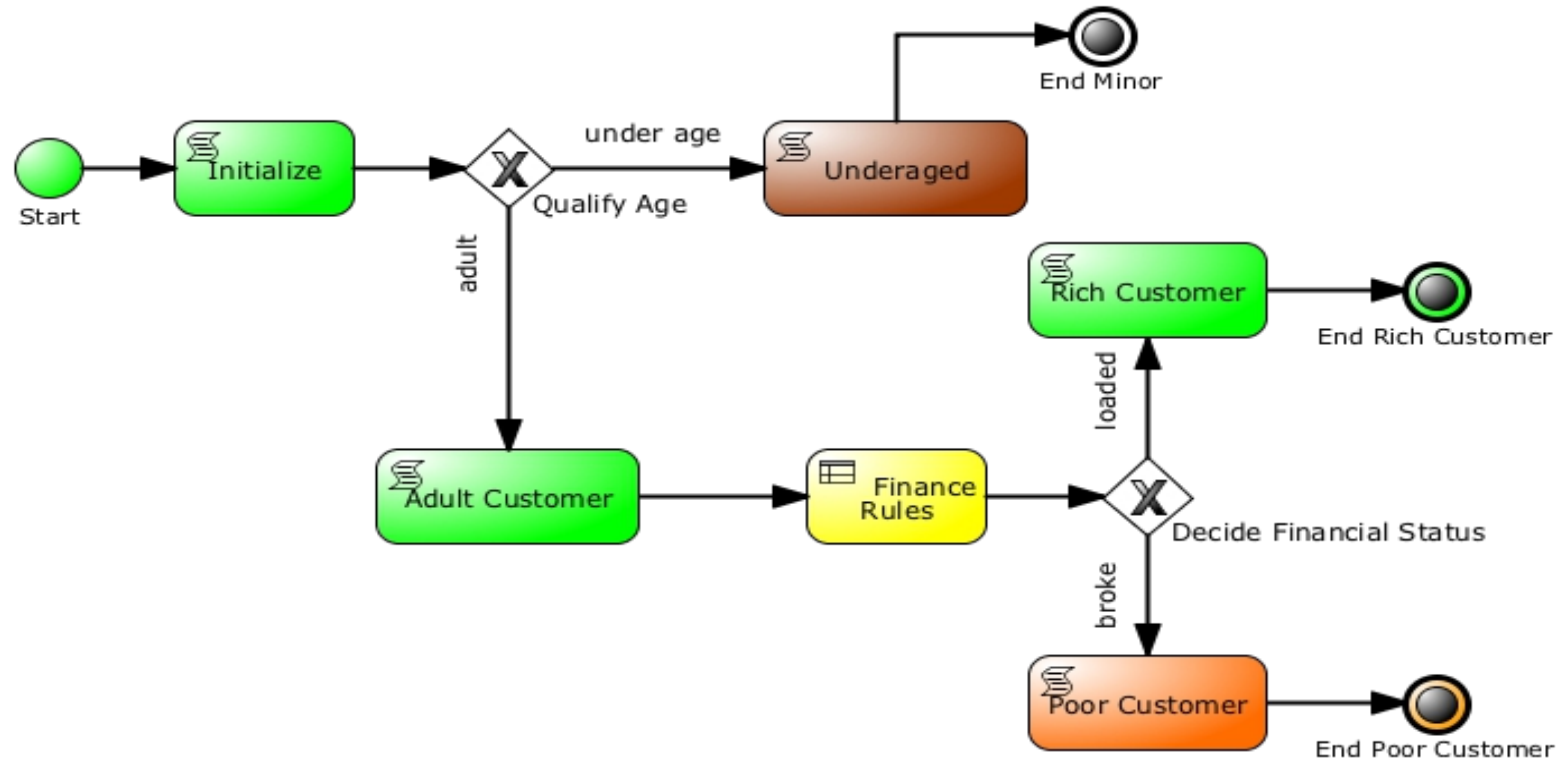 End Minor
under age
Initialize
Underaged
Start
Qualify Age
adult
Rich Customer
End Rich Customer
loaded
Adult Customer
Finance
Rules
Decide Financial Status
broke
Poor Customer
End Poor Customer